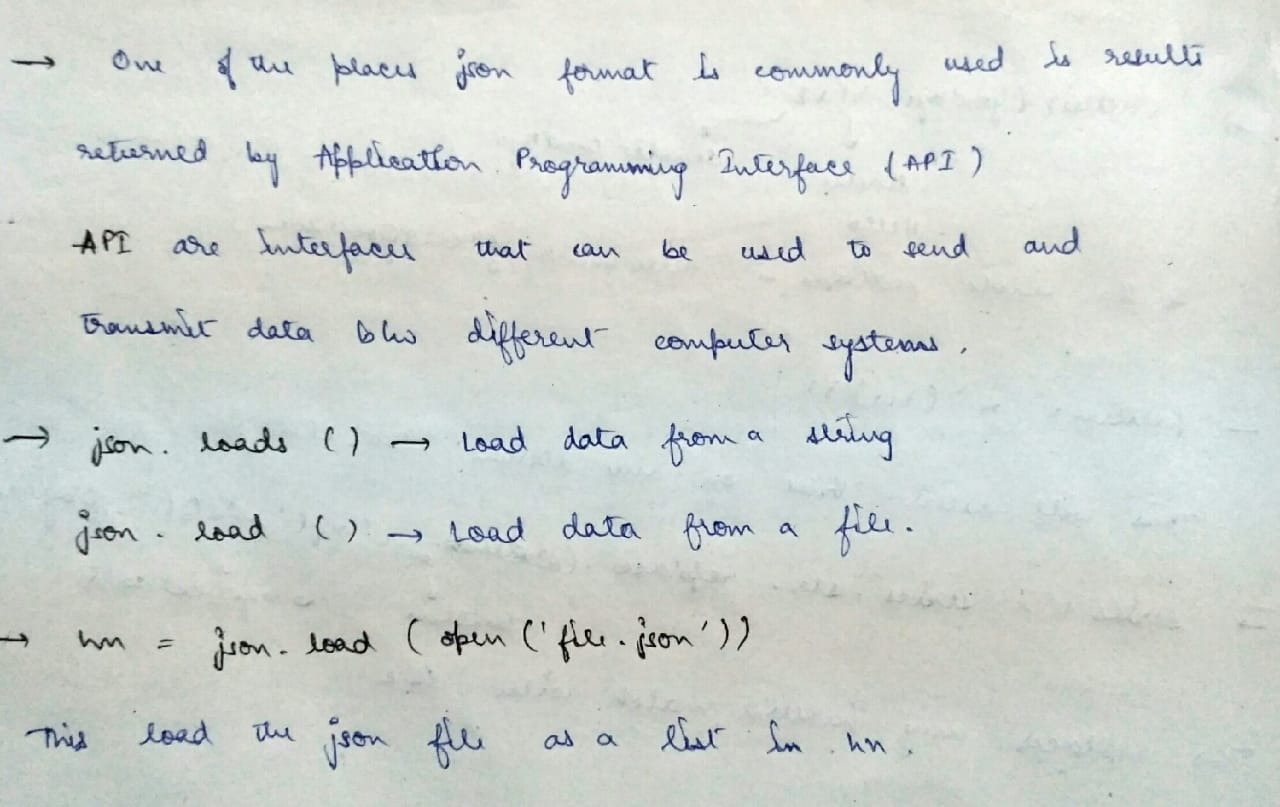 → One of the places json format is commonly used is results
returned by Application Programming Interface (API)
API are interfaces that can be used to send and
transmit data b/w different computer systems.
→ json. loads () → Load data from a string
json. load () → Load data from a file.
→ hn = json. load (open ('file.json'))
This load the json file as a list in hn.